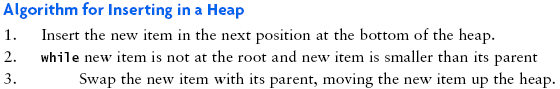 Algorithm for Inserting in a Heap
1. Insert the new item in the next position at the bottom of the heap.
2. while new item is not at the root and new item is smaller than its parent
3. Swap the new item with its parent, moving the new item up the heap.